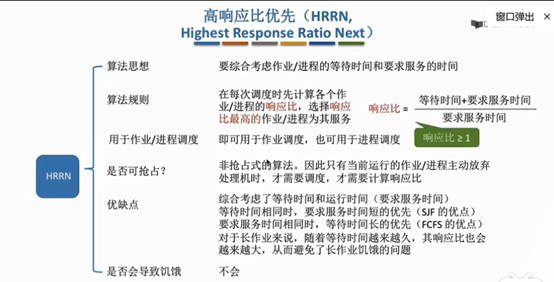 高响应比优先（HRRN,
Highest Response Ratio Next）
窗口弹出 ×
算法思想
要综合考虑作业/进程的等待时间和要求服务的时间
算法规则
在每次调度时先计算各个作
业/进程的响应比，选择响应
比最高的作业/进程为其服务
响应比 = 等待时间+要求服务时间
要求服务时间
响应比 ≥ 1
用于作业/进程调度
即可用于作业调度，也可用于进程调度
HRRN
是否可抢占？
非抢占式的算法。因此只有当前运行的作业/进程主动放弃
处理机时，才需要调度，才需要计算响应比
优缺点
综合考虑了等待时间和运行时间（要求服务时间）
等待时间相同时，要求服务时间短的优先（SJF 的优点）
要求服务时间相同时，等待时间长的优先（FCFS 的优点）
对于长作业来说，随着等待时间越来越久，其响应比也会
越来越大，从而避免了长作业饥饿的问题
是否会导致饥饿
不会